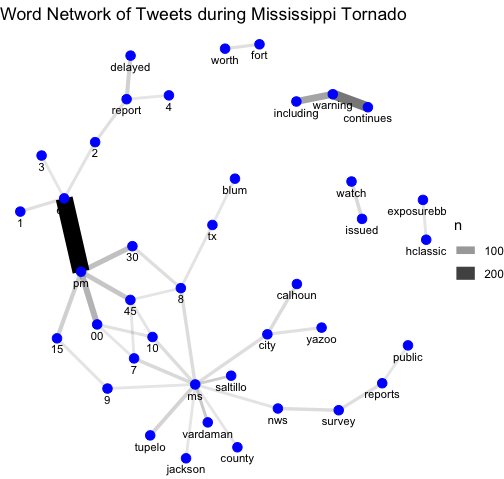 Word Network of Tweets during Mississippi Tornado
worth
fort
delayed
report
4
including
warning
continues
2
3
1
blum
watch
issued
exposurebb
hclassic
tx
n
100
200
30
pm
8
calhoun
45
00
city
yazoo
15
10
7
public
9
ms
saltillo
reports
nws
survey
vardaman
tupelo
county
jackson